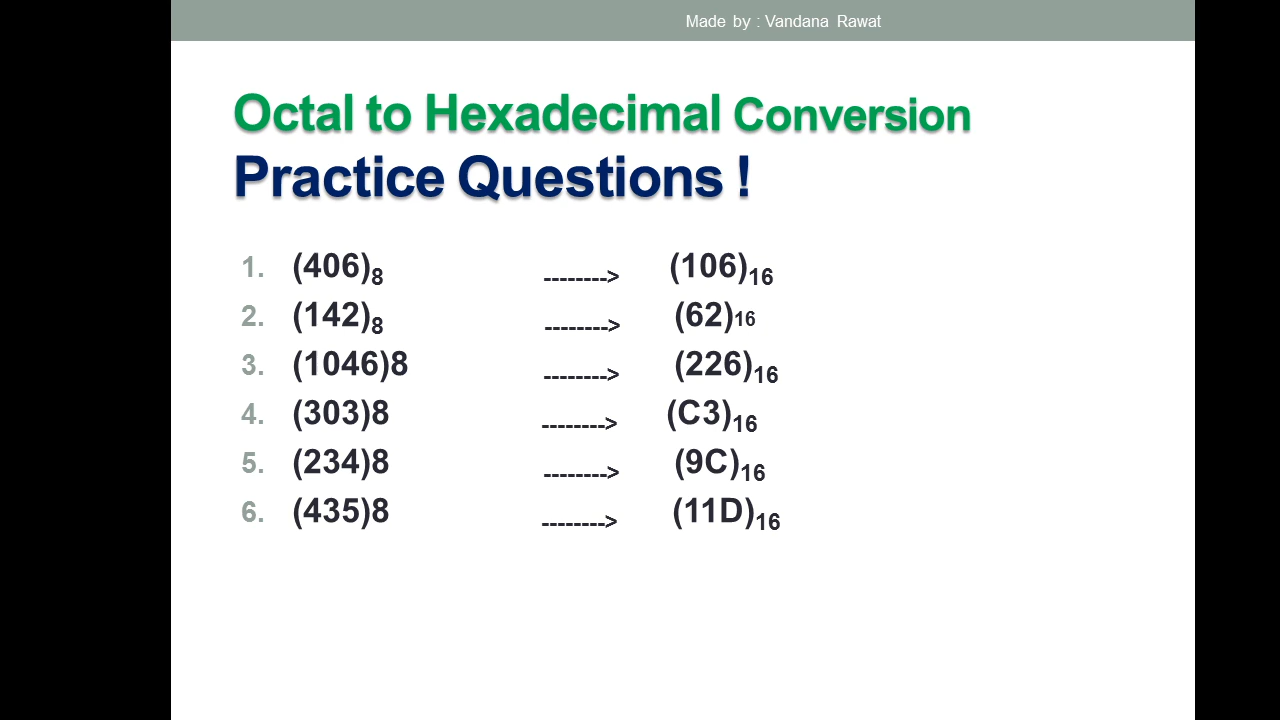 Made by : Vandana Rawat
Octal to Hexadecimal Conversion
Practice Questions !
1. (406)₈ --------> (106)₁₆
2. (142)₈ --------> (62)₁₆
3. (1046)8 --------> (226)₁₆
4. (303)8 --------> (C3)₁₆
5. (234)8 --------> (9C)₁₆
6. (435)8 --------> (11D)₁₆